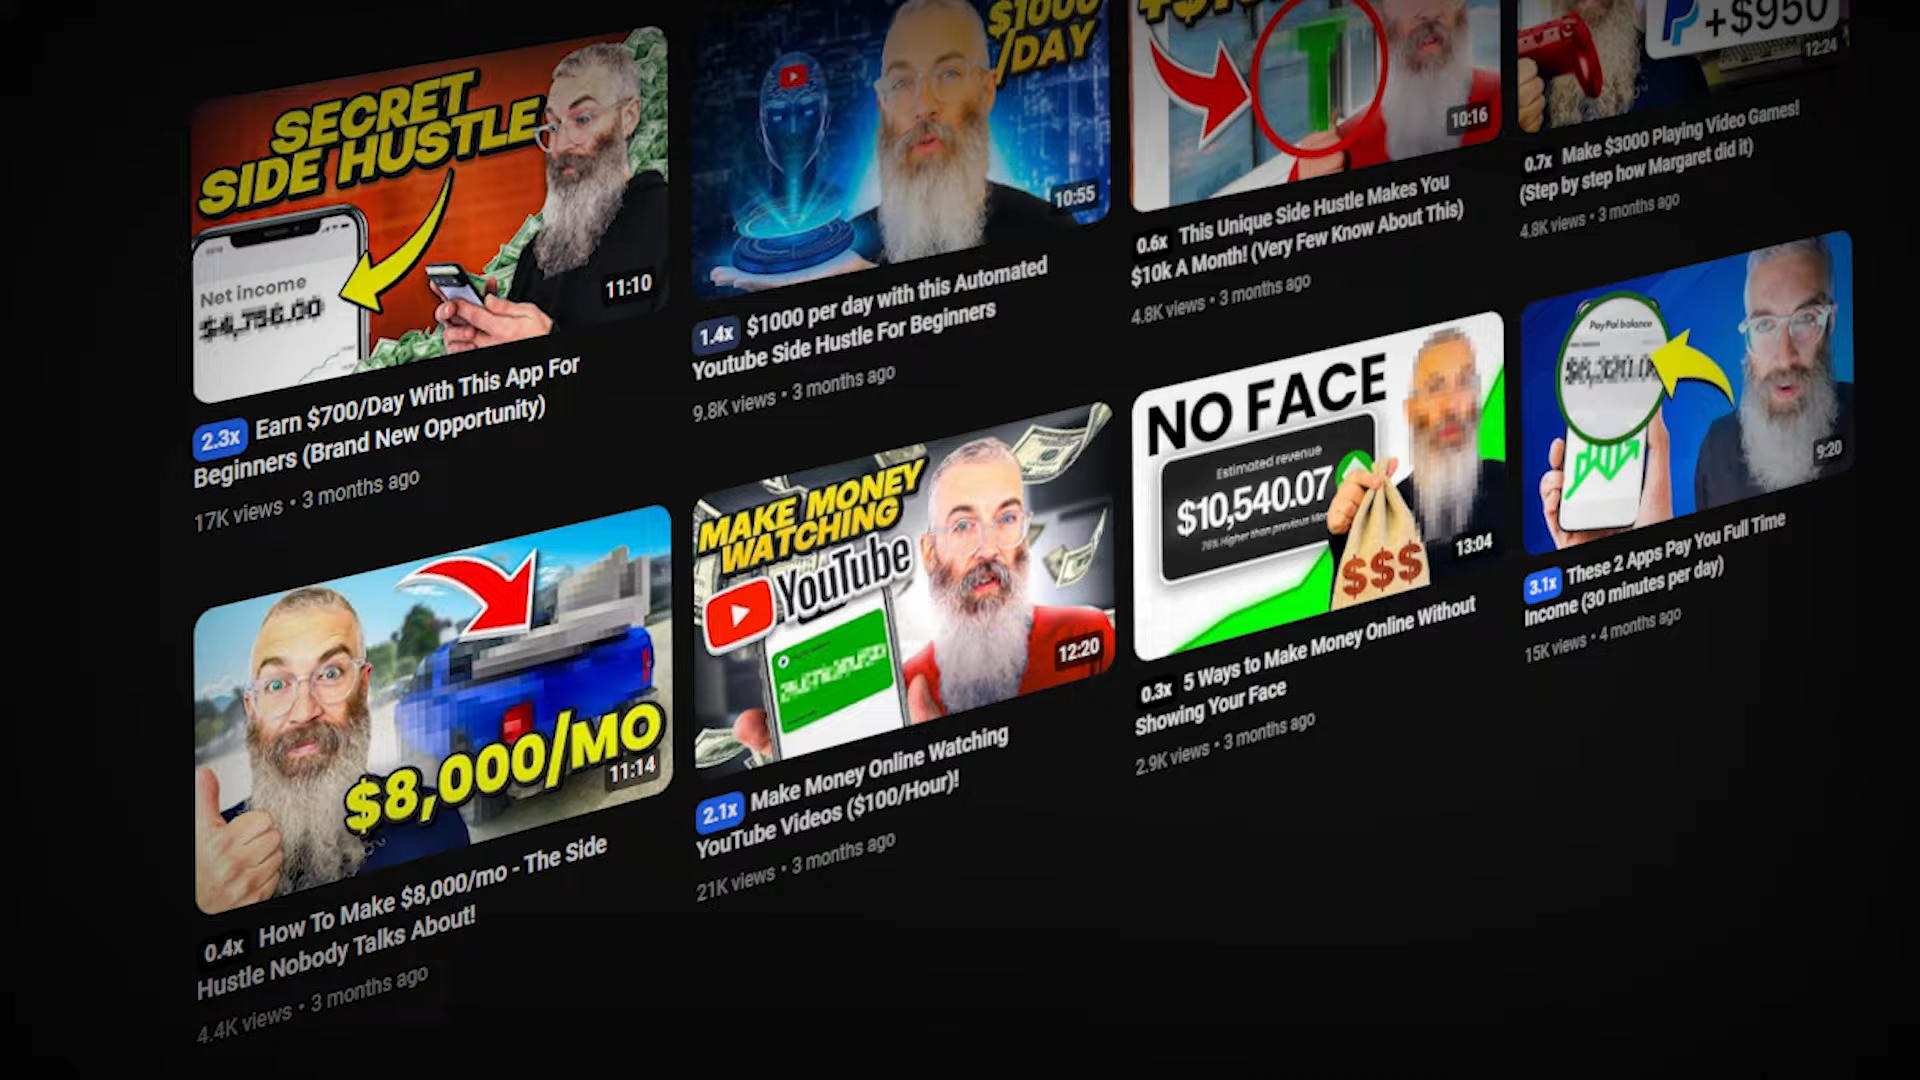 SECRET
SIDE HUSTLE
Net income
11:10
2.3x Earn $700/Day With This App For
Beginners (Brand New Opportunity)
17K views • 3 months ago
$1000
/DAY
10:55
1.4x $1000 per day with this Automated
Youtube Side Hustle For Beginners
9.8K views • 3 months ago
10:16
0.6x This Unique Side Hustle Makes You
$10k A Month! (Very Few Know About This)
4.8K views • 3 months ago
+$950
12:24
0.7x Make $3000 Playing Video Games!
(Step by step how Margaret did it)
4.8K views • 3 months ago
$8,000/MO
11:14
0.4x How To Make $8,000/mo - The Side
Hustle Nobody Talks About!
4.4K views • 3 months ago
MAKE MONEY
WATCHING
YouTube
12:20
2.1x Make Money Online Watching
YouTube Videos ($100/Hour)!
21K views • 3 months ago
NO FACE
Estimated revenue
$10,540.07
76% Higher than previous
$$$
13:04
0.3x 5 Ways to Make Money Online Without
Showing Your Face
2.9K views • 3 months ago
PayPal balance
9:20
3.1x These 2 Apps Pay You Full Time
Income (30 minutes per day)
15K views • 4 months ago